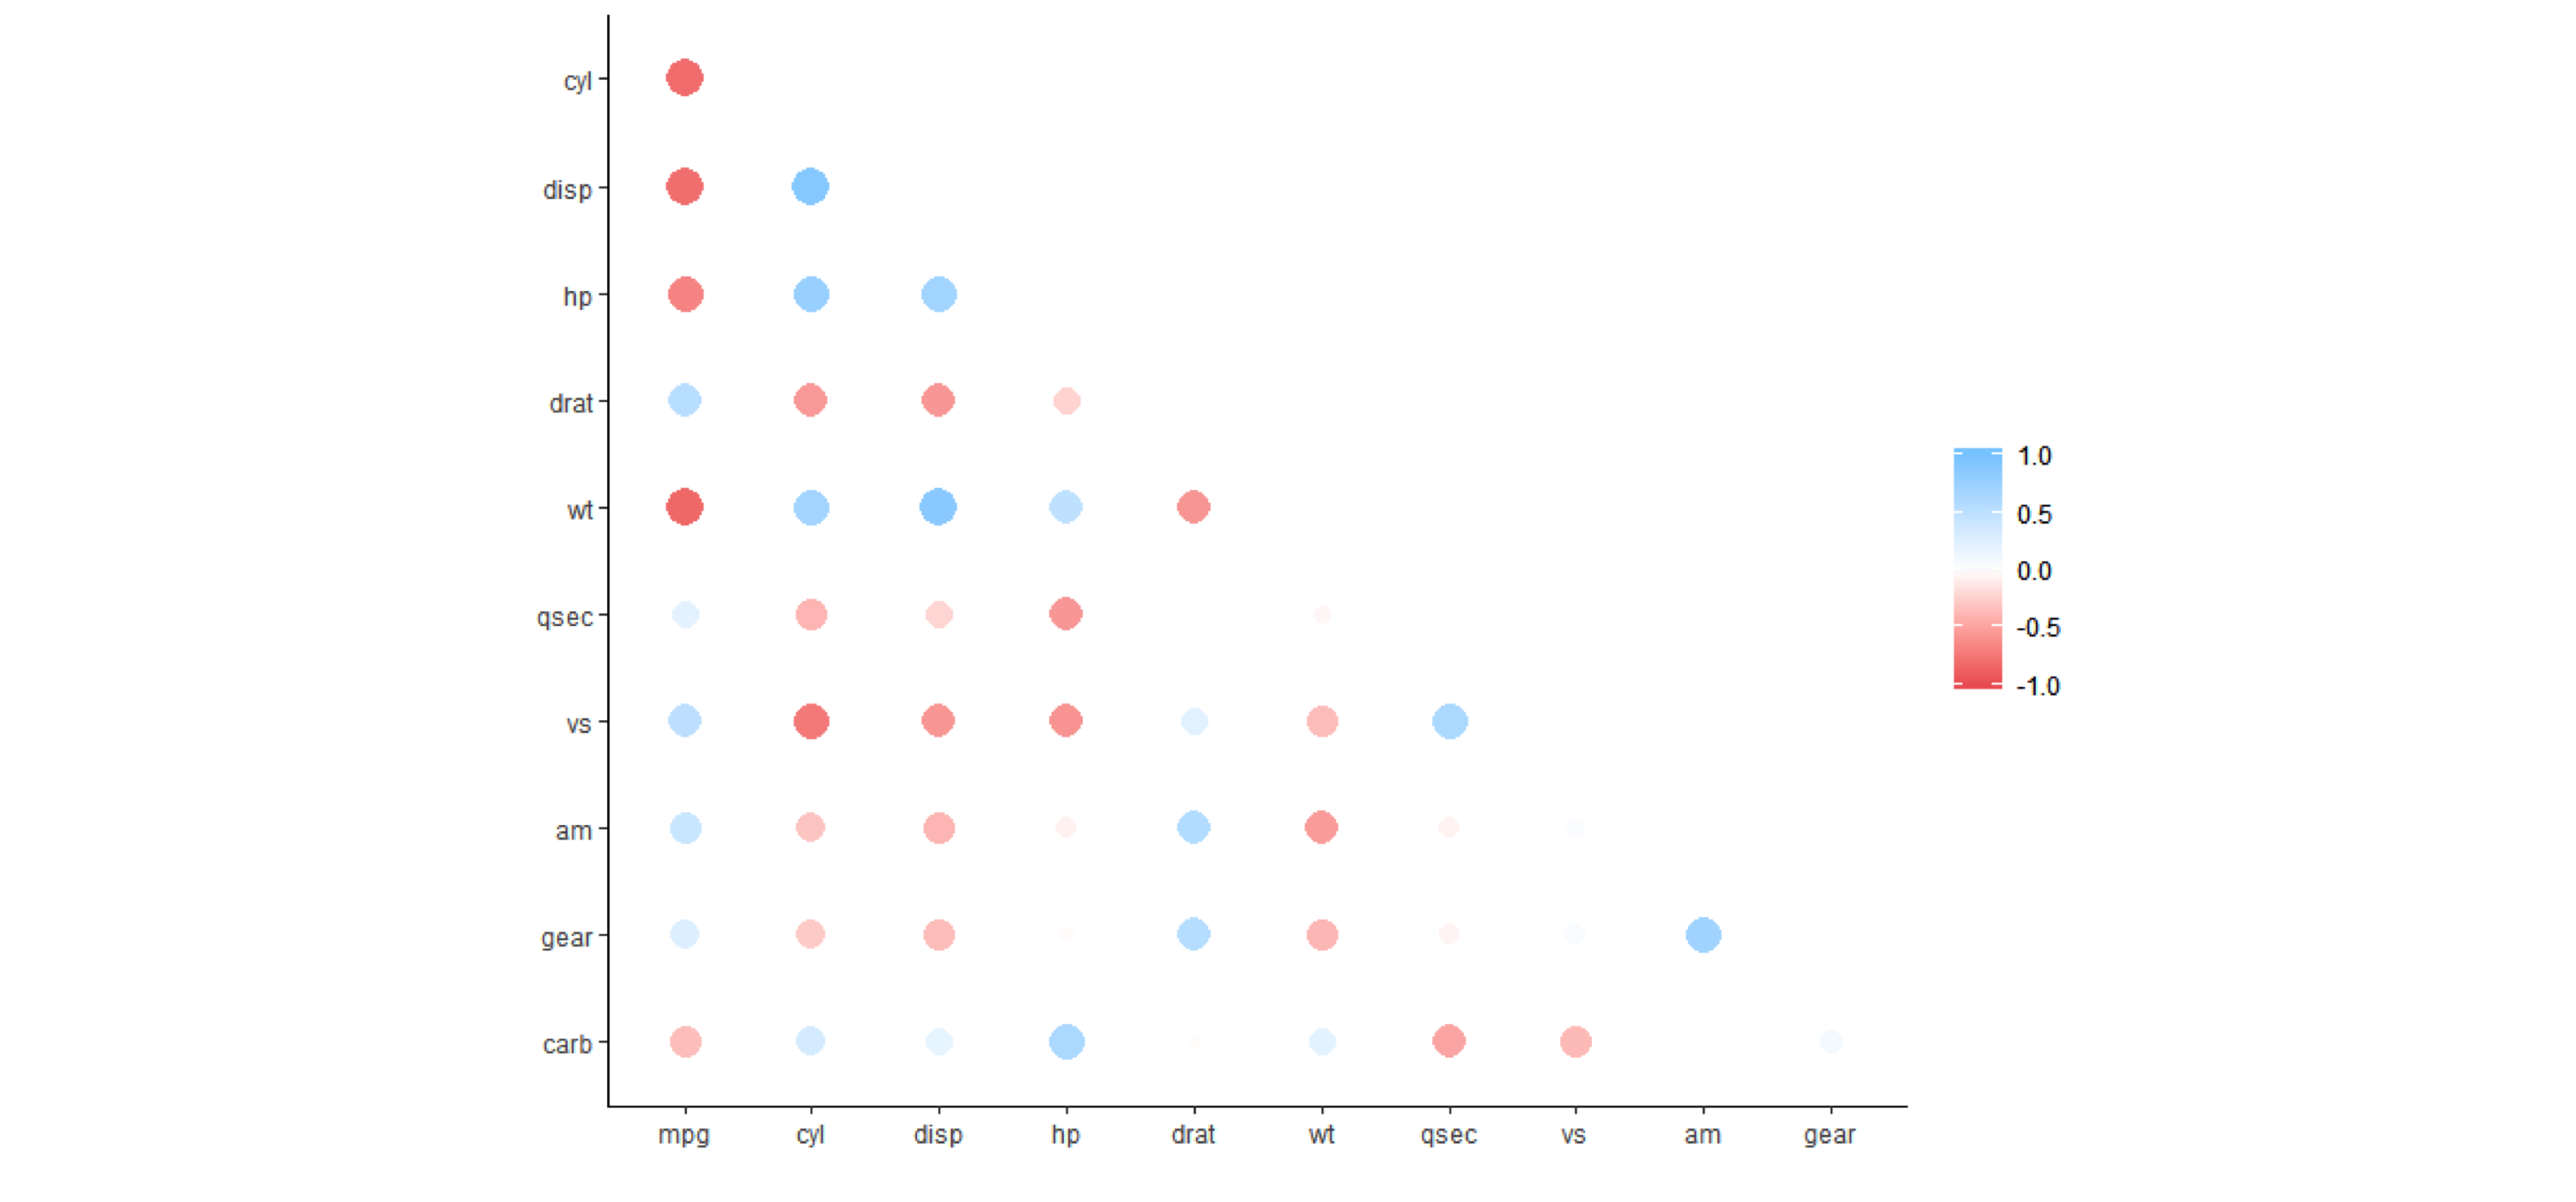 cyl
disp
hp
drat
wt
qsec
vs
am
gear
carb
mpg cyl disp hp drat wt qsec vs am gear
1.0
0.5
0.0
-0.5
-1.0